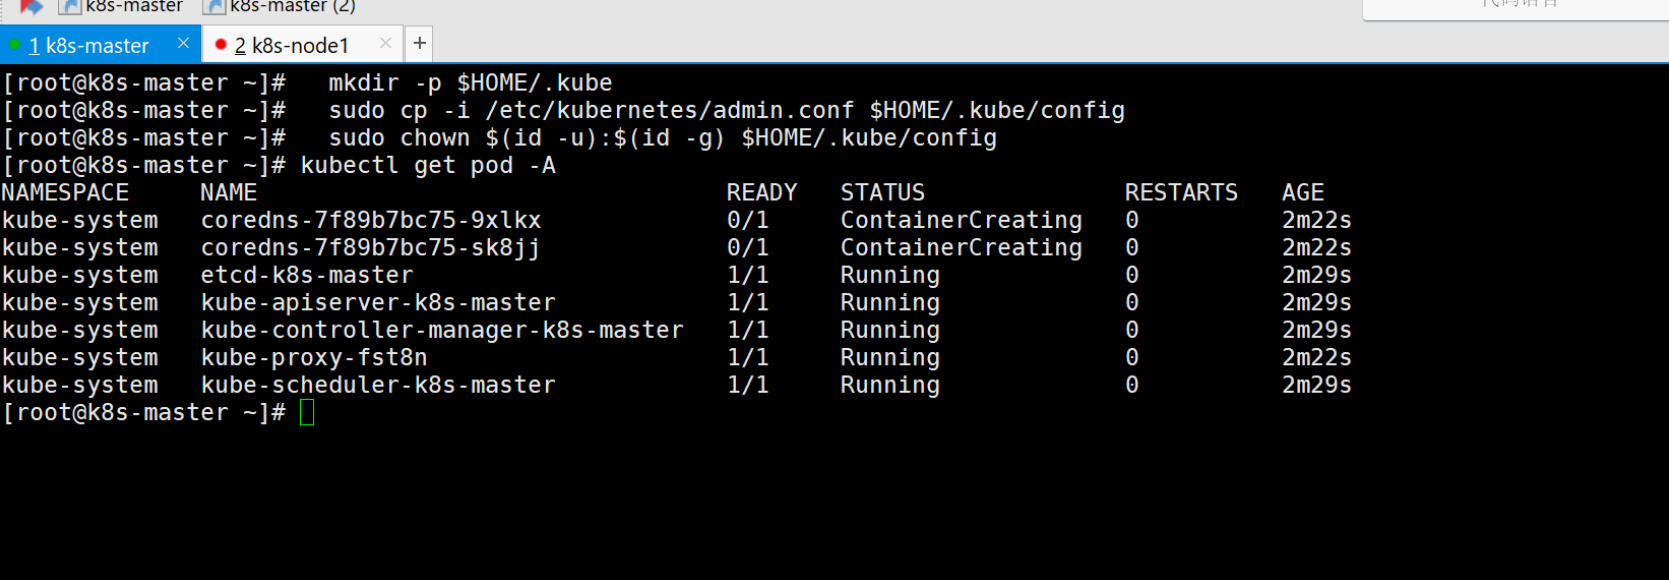 k8s-master k8s-master (2)
代码语言
1 k8s-master × 2 k8s-node1 × +
[root@k8s-master ~]#   mkdir -p $HOME/.kube
[root@k8s-master ~]#   sudo cp -i /etc/kubernetes/admin.conf $HOME/.kube/config
[root@k8s-master ~]#   sudo chown $(id -u):$(id -g) $HOME/.kube/config
[root@k8s-master ~]# kubectl get pod -A
NAMESPACE     NAME                                 READY   STATUS              RESTARTS   AGE
kube-system   coredns-7f89b7bc75-9xlkx             0/1     ContainerCreating   0          2m22s
kube-system   coredns-7f89b7bc75-sk8jj             0/1     ContainerCreating   0          2m22s
kube-system   etcd-k8s-master                      1/1     Running             0          2m29s
kube-system   kube-apiserver-k8s-master            1/1     Running             0          2m29s
kube-system   kube-controller-manager-k8s-master   1/1     Running             0          2m29s
kube-system   kube-proxy-fst8n                     1/1     Running             0          2m22s
kube-system   kube-scheduler-k8s-master            1/1     Running             0          2m29s
[root@k8s-master ~]#